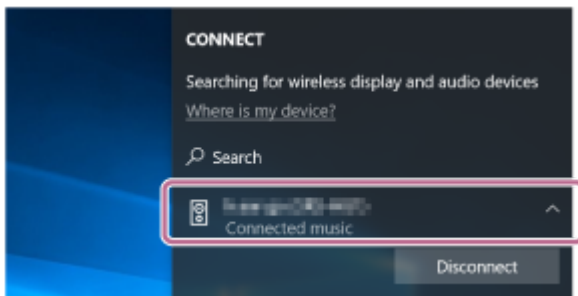 CONNECT
Searching for wireless display and audio devices
Where is my device?
Search
Connected music
Disconnect